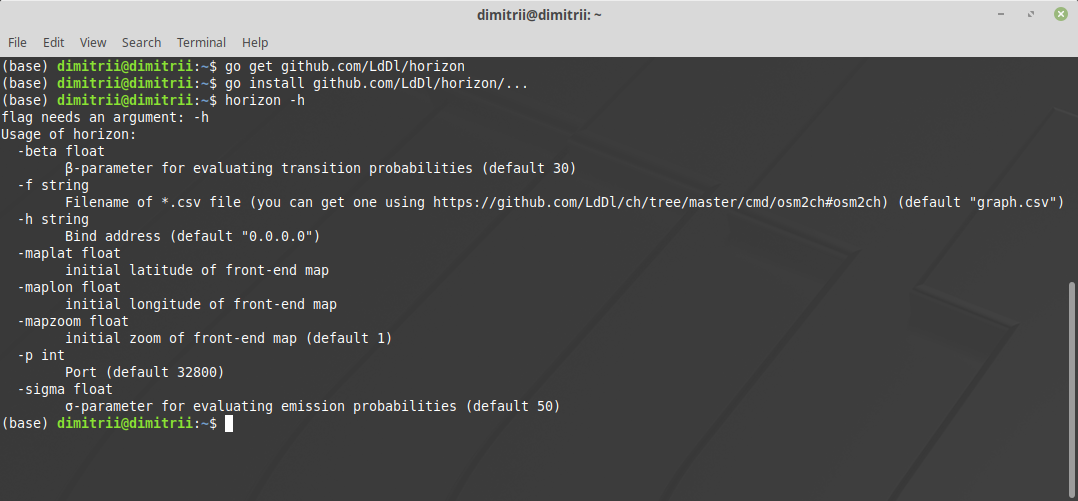 dimitrii@dimitrii: ~
File Edit View Search Terminal Help
(base) dimitrii@dimitrii:~$ go get github.com/LdDl/horizon
(base) dimitrii@dimitrii:~$ go install github.com/LdDl/horizon/...
(base) dimitrii@dimitrii:~$ horizon -h
flag needs an argument: -h
Usage of horizon:
  -beta float
        β-parameter for evaluating transition probabilities (default 30)
  -f string
        Filename of *.csv file (you can get one using https://github.com/LdDl/ch/tree/master/cmd/osm2ch#osm2ch) (default "graph.csv")
  -h string
        Bind address (default "0.0.0.0")
  -maplat float
        initial latitude of front-end map
  -maplon float
        initial longitude of front-end map
  -mapzoom float
        initial zoom of front-end map (default 1)
  -p int
        Port (default 32800)
  -sigma float
        σ-parameter for evaluating emission probabilities (default 50)
(base) dimitrii@dimitrii:~$